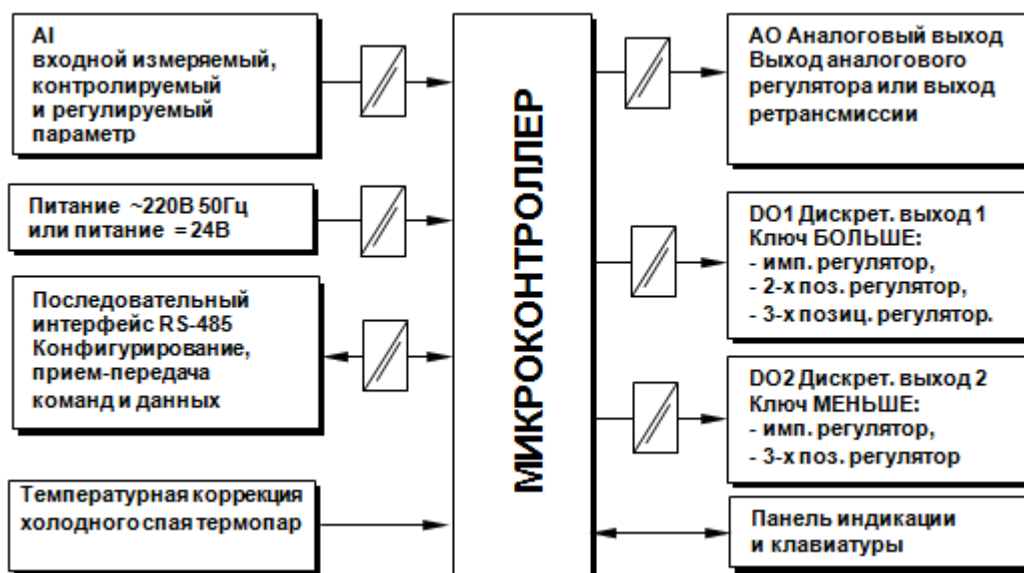 AI
входной измеряемый,
контролируемый
и регулируемый
параметр
Питание ~220В 50Гц
или питание = 24В
Последовательный
интерфейс RS-485
Конфигурирование,
прием-передача
команд и данных
Температурная коррекция
холодного спая термопар
МИКРОКОНТРОЛЛЕР
АО Аналоговый выход
Выход аналогового
регулятора или выход
ретрансмиссии
DO1 Дискрет. выход 1
Ключ БОЛЬШЕ:
- имп. регулятор,
- 2-х поз. регулятор,
- 3-х позиц. регулятор.
DO2 Дискрет. выход 2
Ключ МЕНЬШЕ:
- имп. регулятор,
- 3-х поз. регулятор
Панель индикации
и клавиатуры